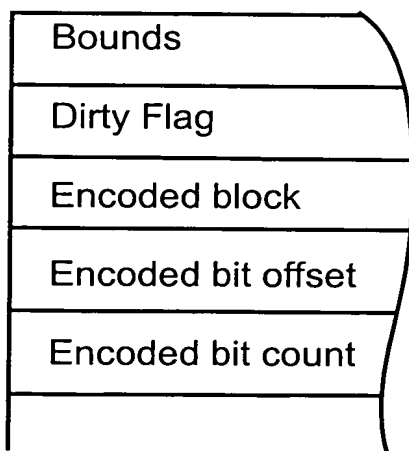 Bounds
Dirty Flag
Encoded block
Encoded bit offset
Encoded bit count